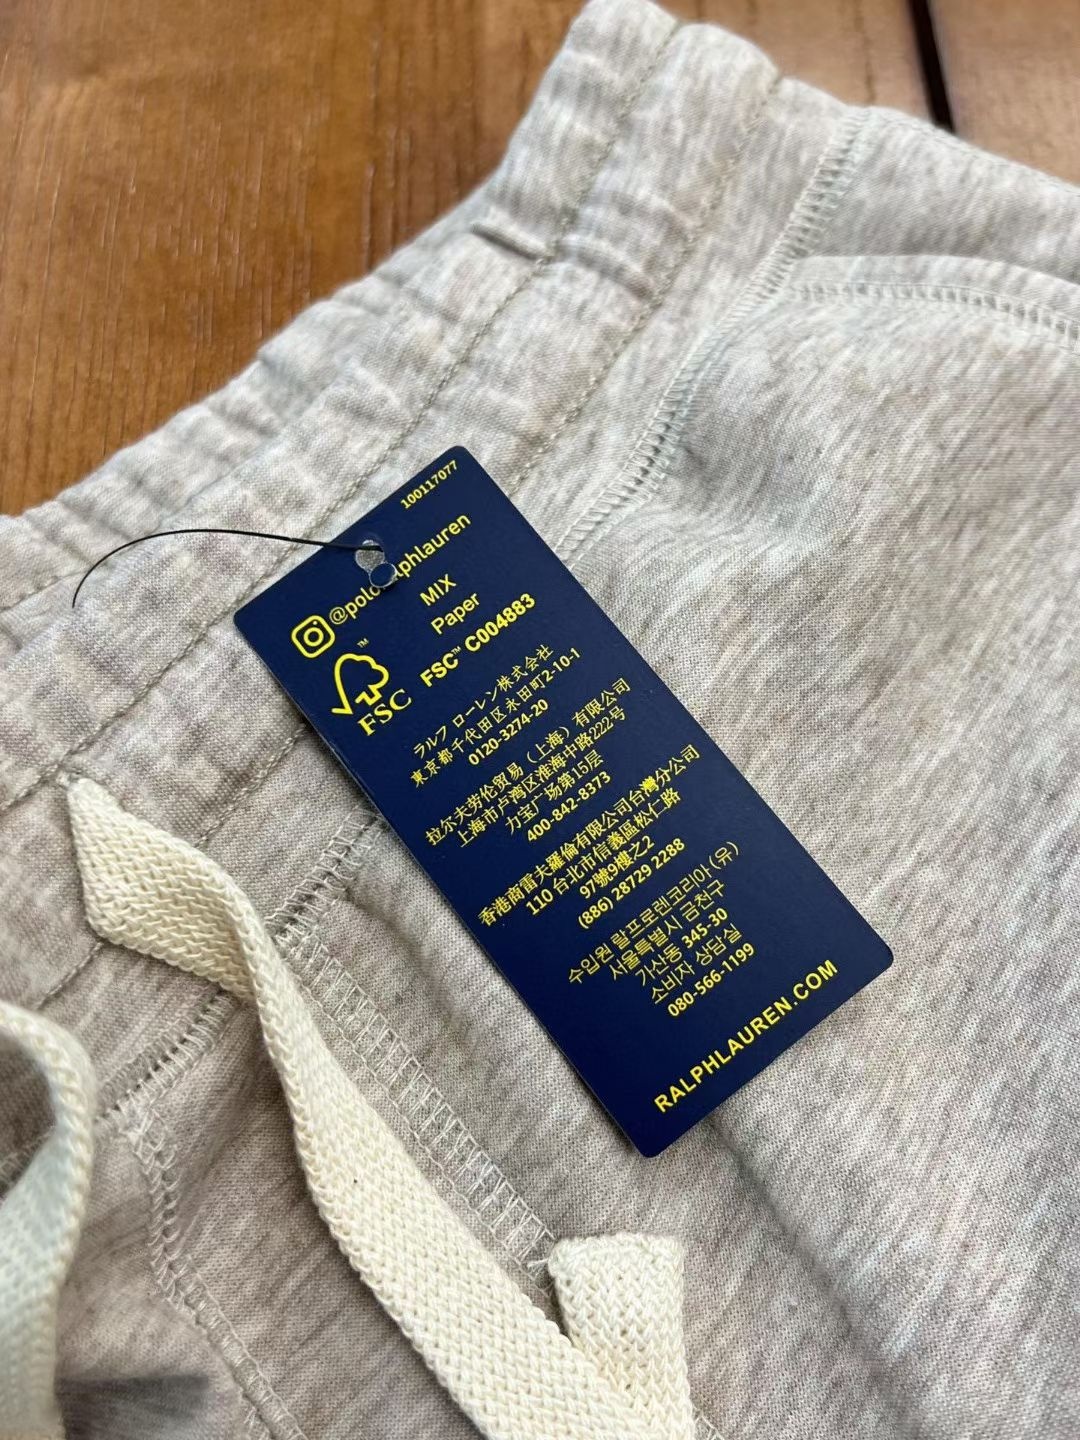 100117077
@polo lphlauren
MIX
Paper
FSC™ C004883
™
FSC
ラルフ ローレン株式会社
東京都千代田区永田町2-10-1
0120-3274-20
拉尔夫劳伦贸易（上海）有限公司
上海市卢湾区淮海中路222号
力宝广场第15层
400-842-8373
香港商雷夫羅倫有限公司台灣分公司
110 台北市信義區松仁路
97號9樓之2
(886) 28729 2288
수입원 랄프로렌코리아(유)
서울특별시 금천구
가산동 345-30
소비자 상담실
080-566-1199
RALPHLAUREN.COM